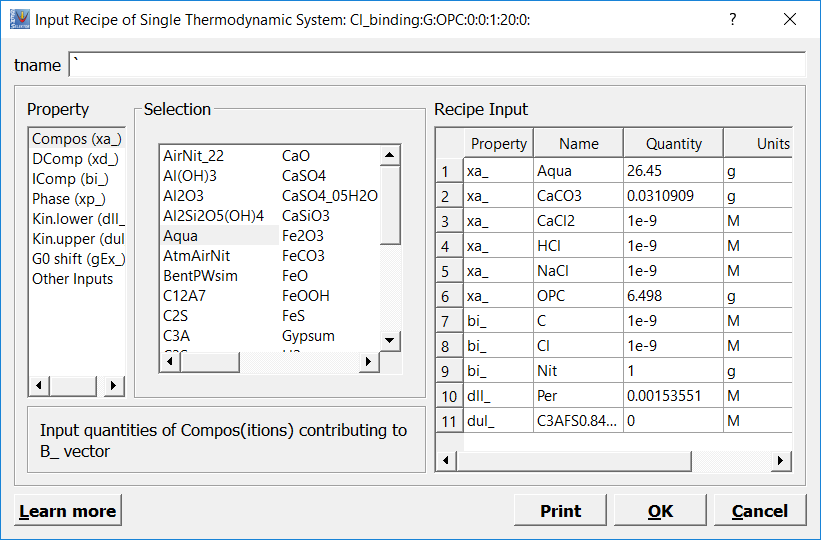 Input Recipe of Single Thermodynamic System: Cl_binding:G:OPC:0:0:1:20:0:
tname `
Property
Compos (xa_)
DComp (xd_)
IComp (bi_)
Phase (xp_)
Kin.lower (dll_
Kin.upper (dul
G0 shift (gEx_)
Other Inputs
Selection
AirNit_22 CaO
Al(OH)3 CaSO4
Al2O3 CaSO4_05H2O
Al2Si2O5(OH)4 CaSiO3
Aqua Fe2O3
AtmAirNit FeCO3
BentPWsim FeO
C12A7 FeOOH
C2S FeS
C3A Gypsum
Recipe Input
Property Name Quantity Units
1 xa_ Aqua 26.45 g
2 xa_ CaCO3 0.0310909 g
3 xa_ CaCl2 1e-9 M
4 xa_ HCl 1e-9 M
5 xa_ NaCl 1e-9 M
6 xa_ OPC 6.498 g
7 bi_ C 1e-9 M
8 bi_ Cl 1e-9 M
9 bi_ Nit 1 g
10 dll_ Per 0.00153551 M
11 dul_ C3AFS0.84... 0 M
Input quantities of Compos(itions) contributing to
B_ vector
Learn more Print OK Cancel